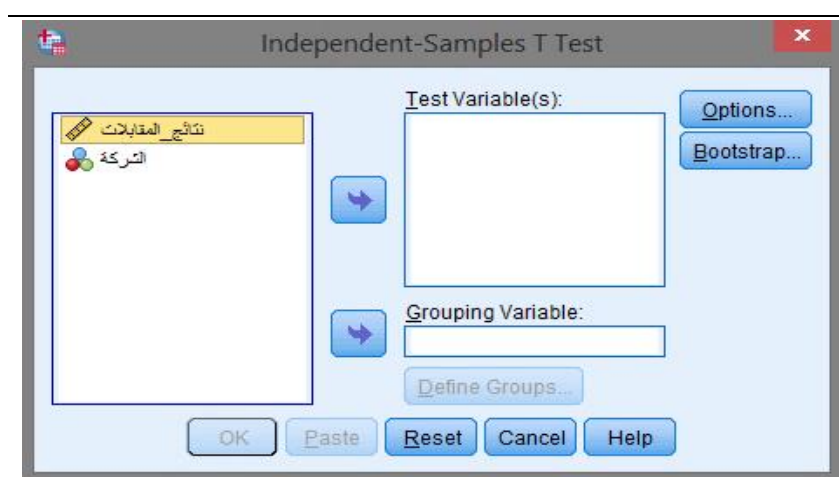 Independent-Samples T Test
نتائج_المقابلات
الشركة
Test Variable(s):
Grouping Variable:
Define Groups...
Options...
Bootstrap...
OK Paste Reset Cancel Help